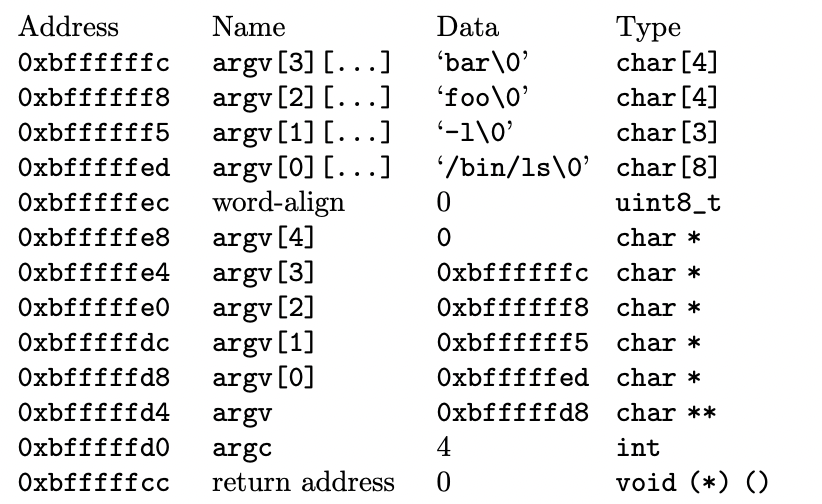 Address Name Data Type
0xbffffffc argv[3][...] ‘bar\0’ char[4]
0xbffffff8 argv[2][...] ‘foo\0’ char[4]
0xbffffff5 argv[1][...] ‘-l\0’ char[3]
0xbfffffed argv[0][...] ‘/bin/ls\0’ char[8]
0xbfffffec word-align 0 uint8_t
0xbfffffe8 argv[4] 0 char *
0xbfffffe4 argv[3] 0xbffffffc char *
0xbfffffe0 argv[2] 0xbffffff8 char *
0xbfffffdc argv[1] 0xbffffff5 char *
0xbfffffd8 argv[0] 0xbfffffed char *
0xbfffffd4 argv 0xbfffffd8 char **
0xbfffffd0 argc 4 int
0xbfffffcc return address 0 void (*) ()